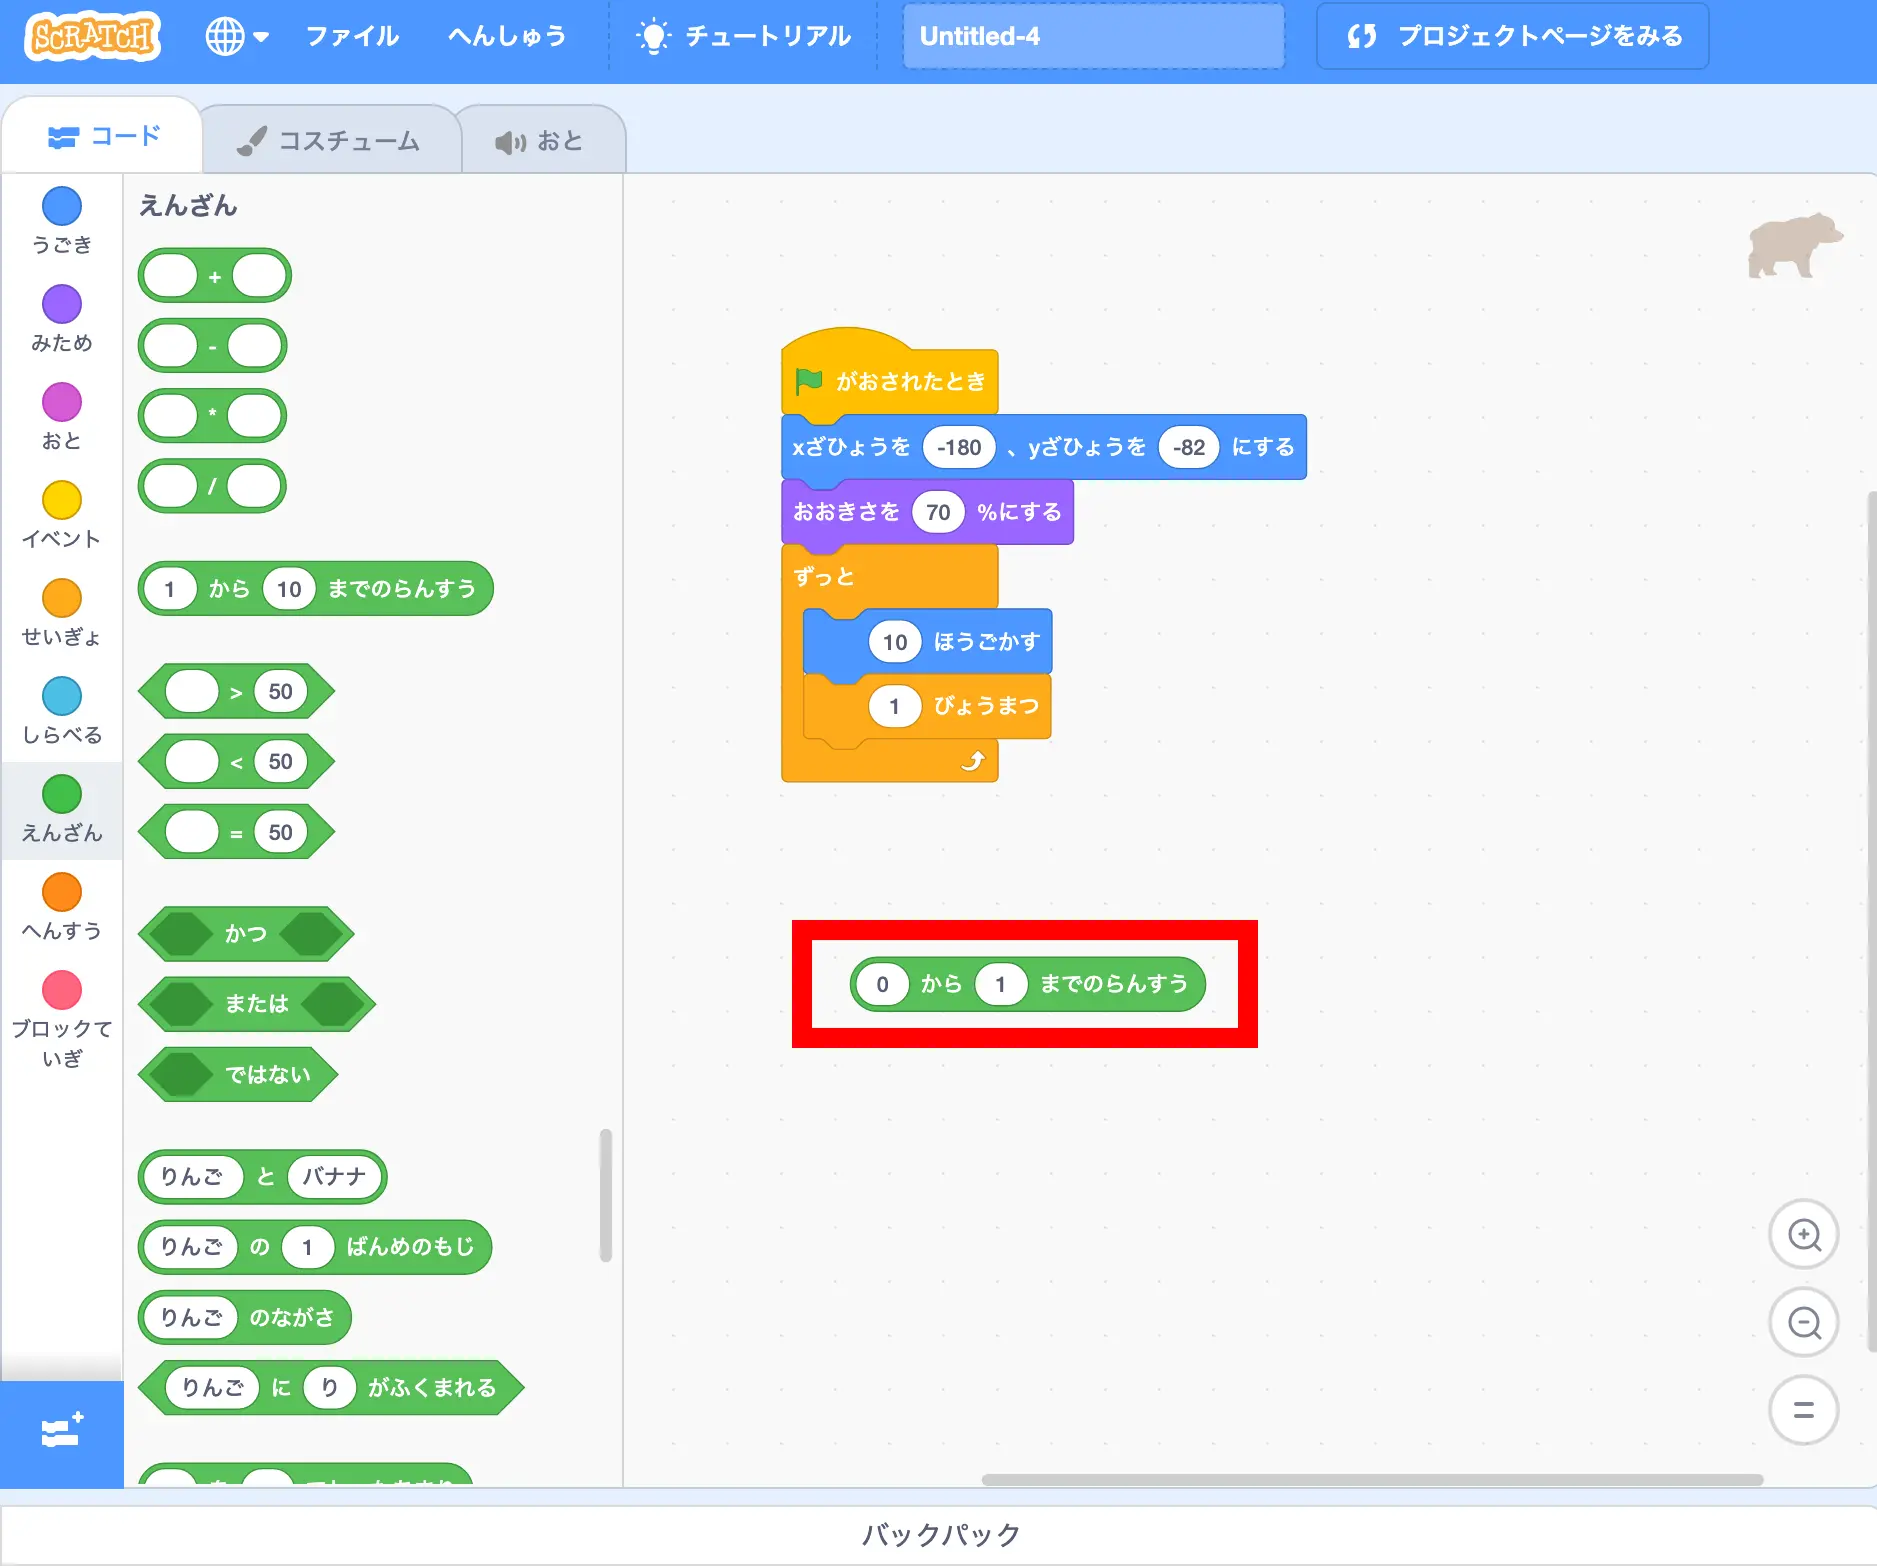 SCRATCH ファイル へんしゅう チュートリアル Untitled-4 プロジェクトページをみる
コード コスチューム おと
うごき
みため
おと
イベント
せいぎょ
しらべる
えんざん
へんすう
ブロックて
いぎ
えんざん
+
-
*
/
1 から 10 までのらんすう
> 50
< 50
= 50
かつ
または
ではない
りんご と バナナ
りんご の 1 ばんめのもじ
りんご のながさ
りんご に り がふくまれる
がおされたとき
xざひょうを -180 、yざひょうを -82 にする
おおきさを 70 %にする
ずっと
10 ほうごかす
1 びょうまつ
0 から 1 までのらんすう
バックパック